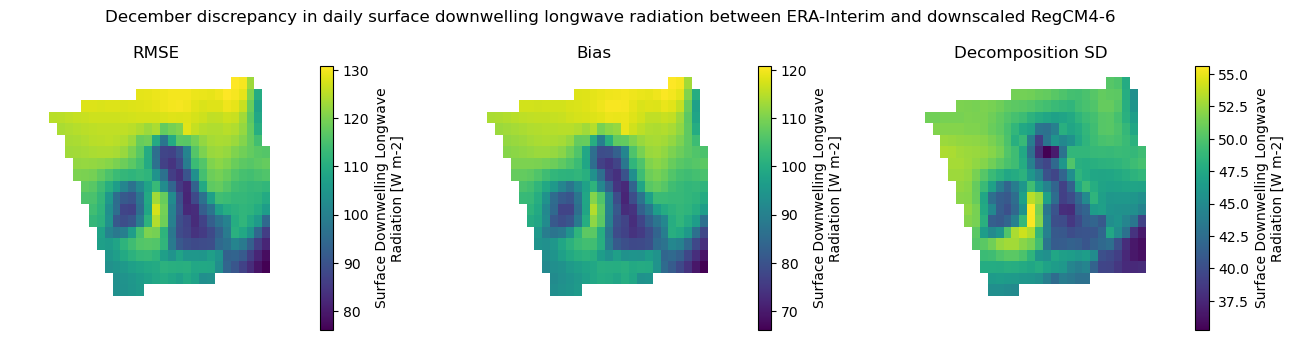 December discrepancy in daily surface downwelling longwave radiation between ERA-Interim and downscaled RegCM4-6
RMSE
130
120
110
100
90
80
Surface Downwelling Longwave
Radiation [W m-2]
Bias
120
110
100
90
80
70
Surface Downwelling Longwave
Radiation [W m-2]
Decomposition SD
55.0
52.5
50.0
47.5
45.0
42.5
40.0
37.5
Surface Downwelling Longwave
Radiation [W m-2]